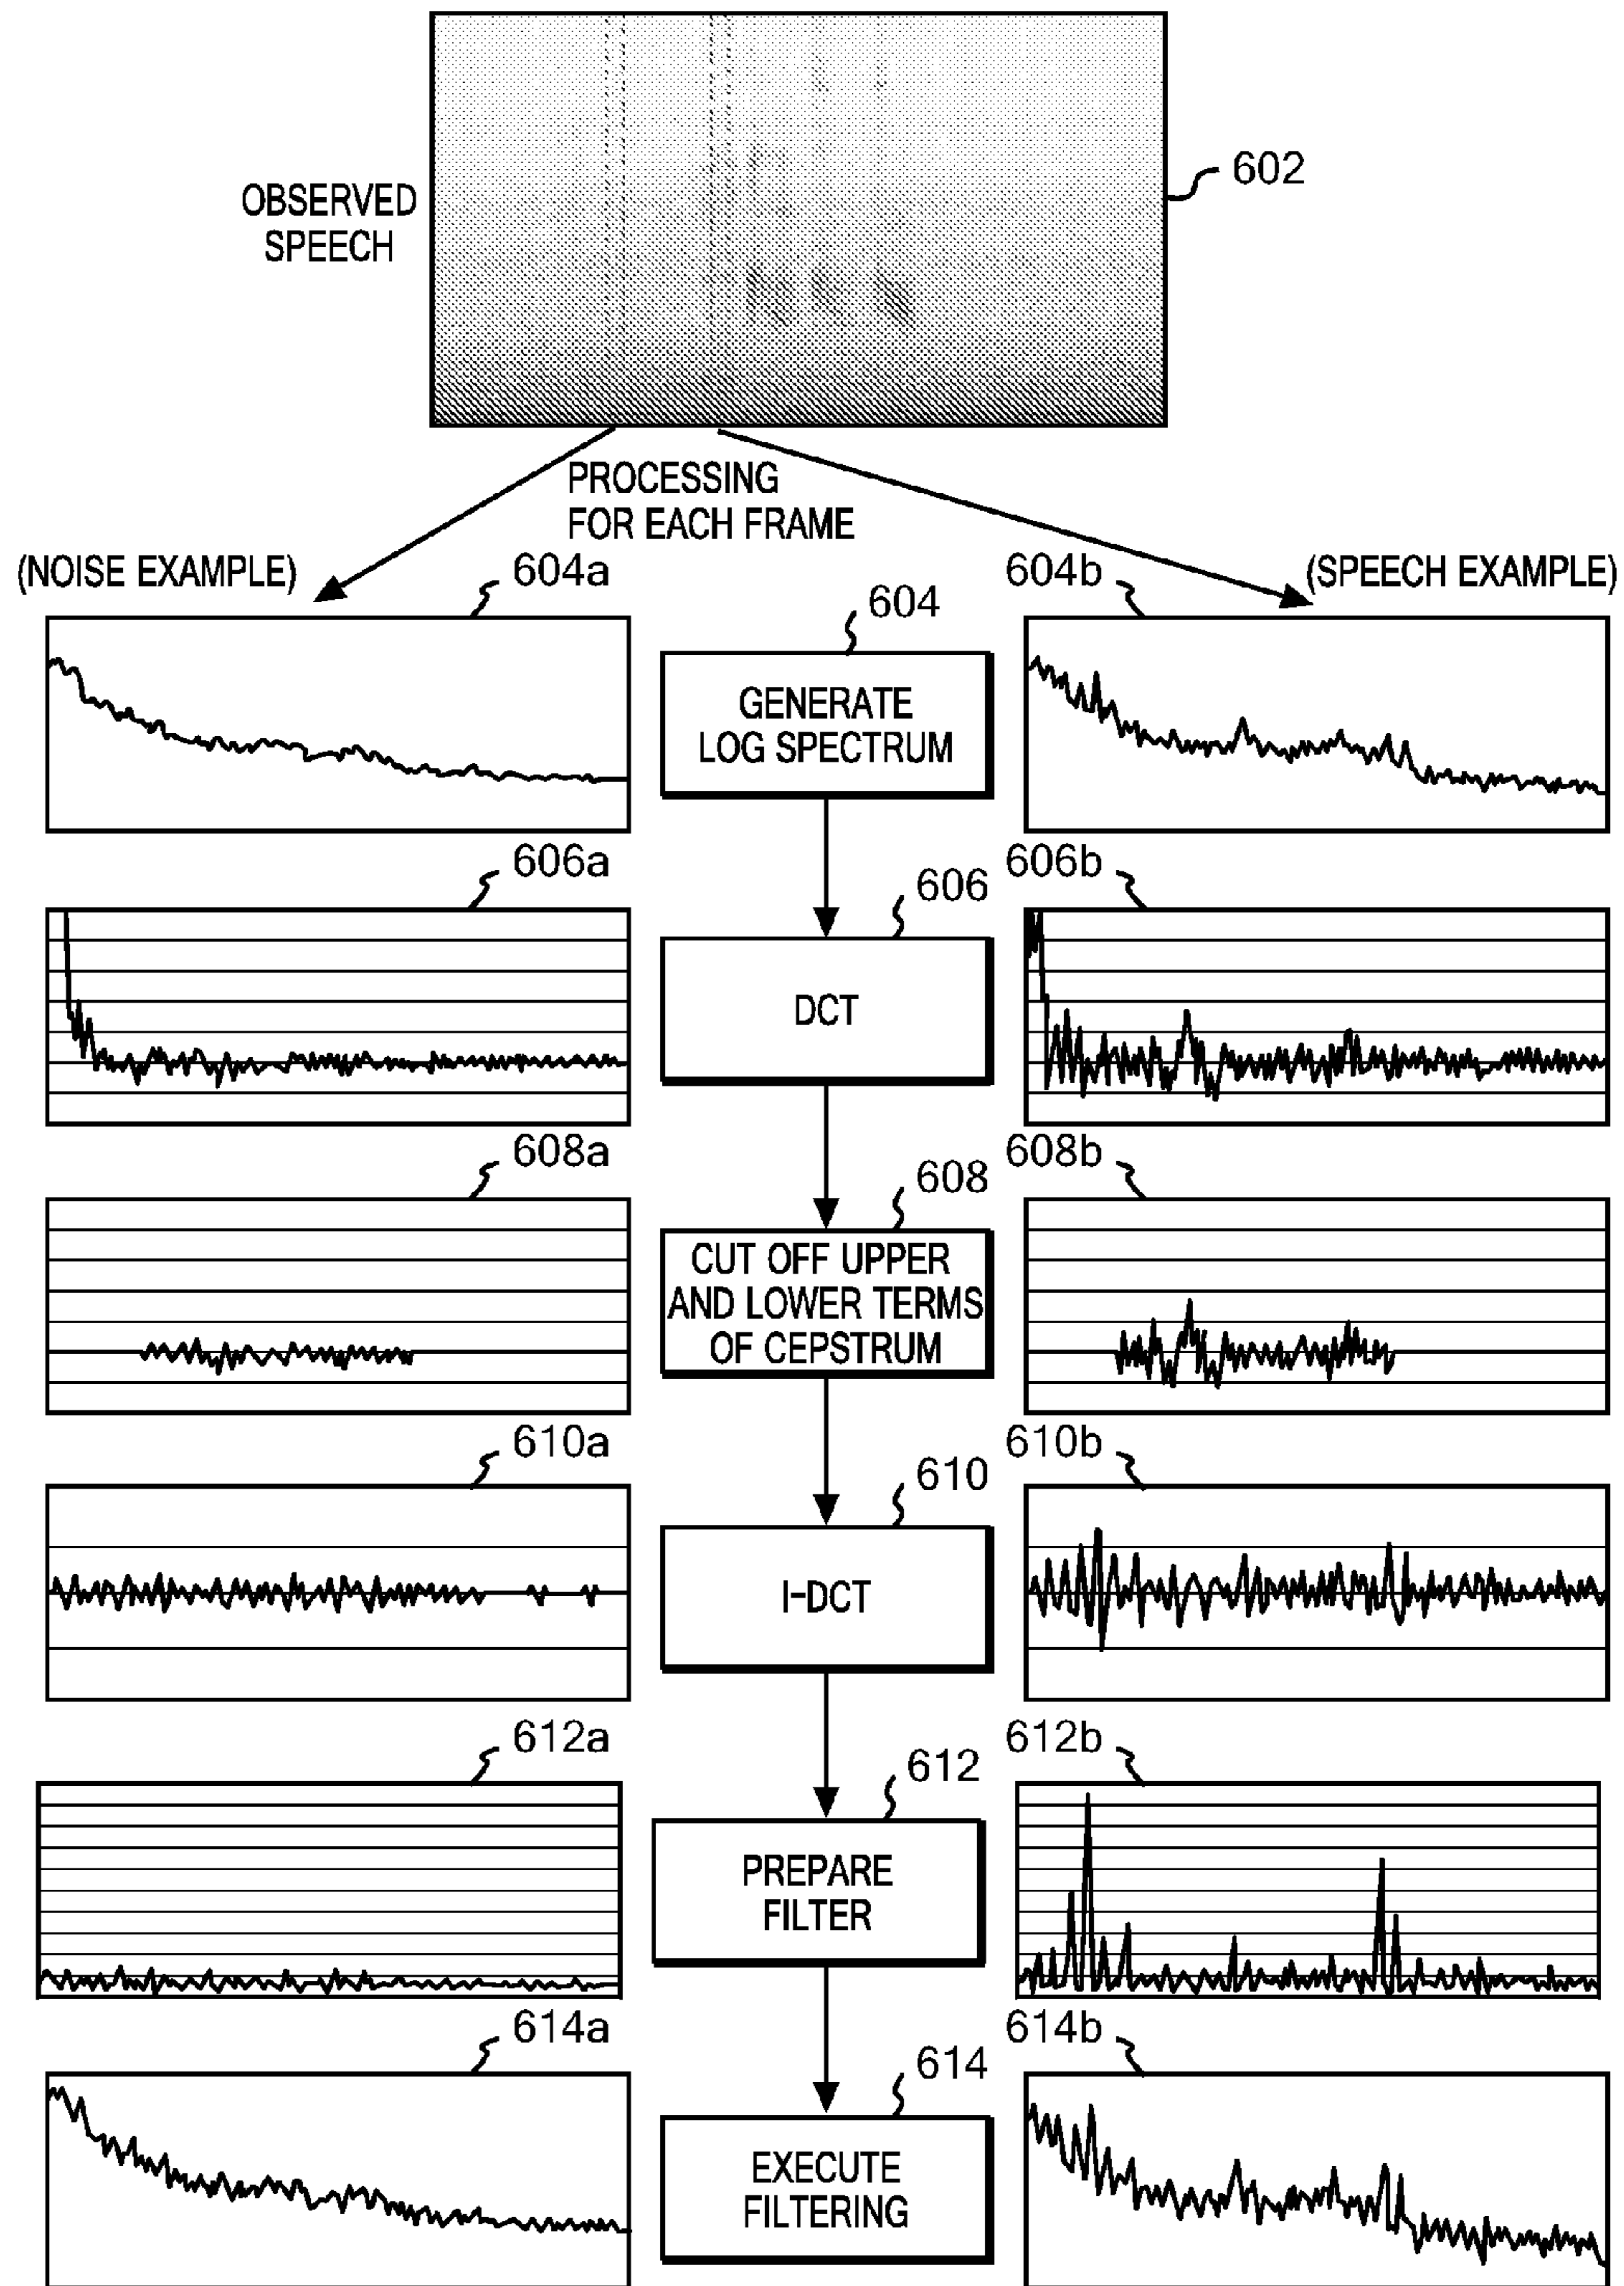 OBSERVED
SPEECH
602
PROCESSING
FOR EACH FRAME
(NOISE EXAMPLE)
(SPEECH EXAMPLE)
604a
604
604b
GENERATE
LOG SPECTRUM
606a
606
606b
DCT
608a
608
608b
CUT OFF UPPER
AND LOWER TERMS
OF CEPSTRUM
610a
610
610b
I-DCT
612a
612
612b
PREPARE
FILTER
614a
614
614b
EXECUTE
FILTERING